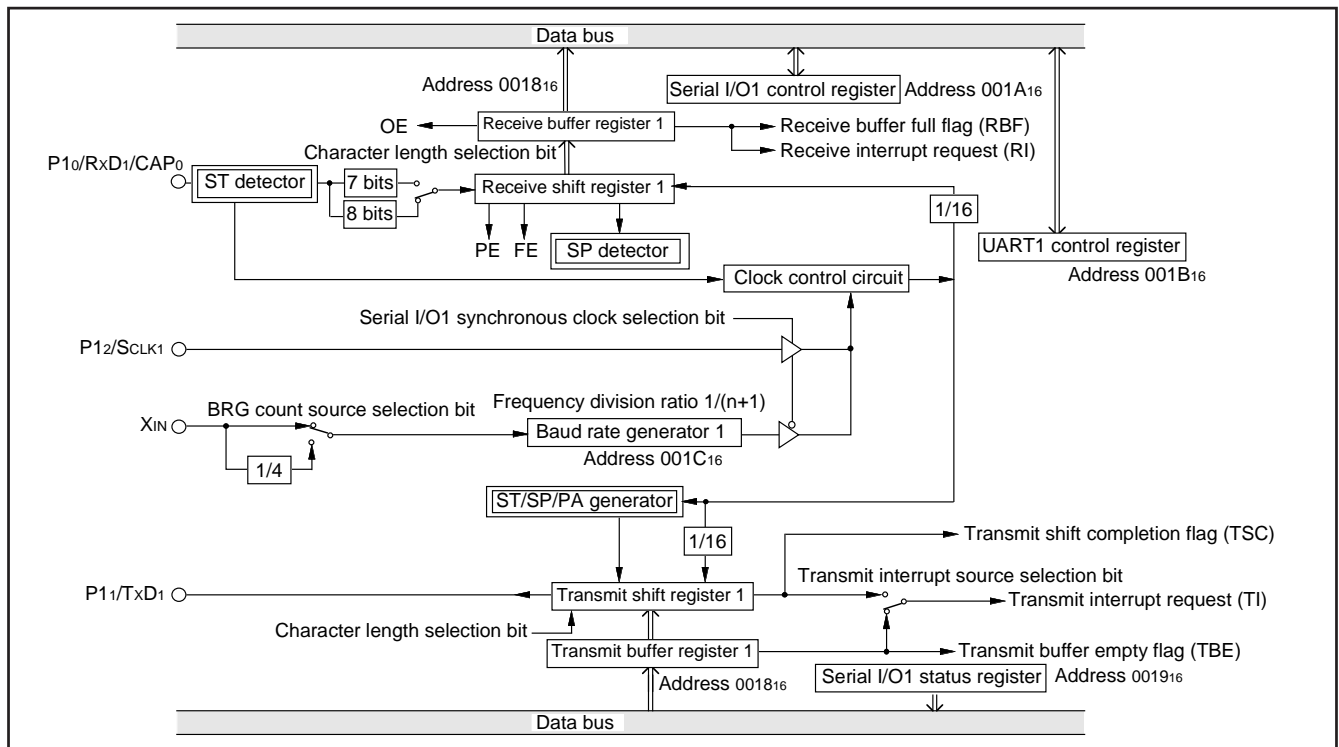 Data bus
Address 0018₁₆
Serial I/O1 control register
Address 001A₁₆
OE
Receive buffer register 1
Receive buffer full flag (RBF)
Receive interrupt request (RI)
Character length selection bit
P1₀/RxD₁/CAP₀
ST detector
7 bits
8 bits
Receive shift register 1
1/16
PE
FE
SP detector
UART1 control register
Address 001B₁₆
Clock control circuit
Serial I/O1 synchronous clock selection bit
P1₂/SCLK1
XIN
BRG count source selection bit
Frequency division ratio 1/(n+1)
Baud rate generator 1
Address 001C₁₆
1/4
ST/SP/PA generator
1/16
Transmit shift completion flag (TSC)
Transmit interrupt source selection bit
P1₁/TxD₁
Transmit shift register 1
Transmit interrupt request (TI)
Character length selection bit
Transmit buffer register 1
Transmit buffer empty flag (TBE)
Address 0018₁₆
Serial I/O1 status register
Address 0019₁₆
Data bus